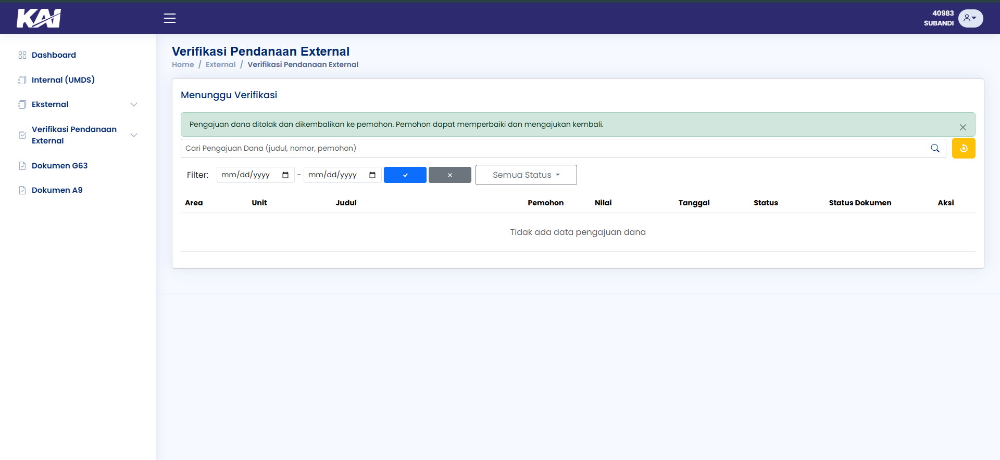 KAI
40983
SUBANDI
Dashboard
Internal (UMDS)
Eksternal
Verifikasi Pendanaan
External
Dokumen G63
Dokumen A9
Verifikasi Pendanaan External
Home / External / Verifikasi Pendanaan External
Menunggu Verifikasi
Pengajuan dana ditolak dan dikembalikan ke pemohon. Pemohon dapat memperbaiki dan mengajukan kembali.
Cari Pengajuan Dana (judul, nomor, pemohon)
Filter: mm/dd/yyyy - mm/dd/yyyy Semua Status
Area Unit Judul Pemohon Nilai Tanggal Status Status Dokumen Aksi
Tidak ada data pengajuan dana